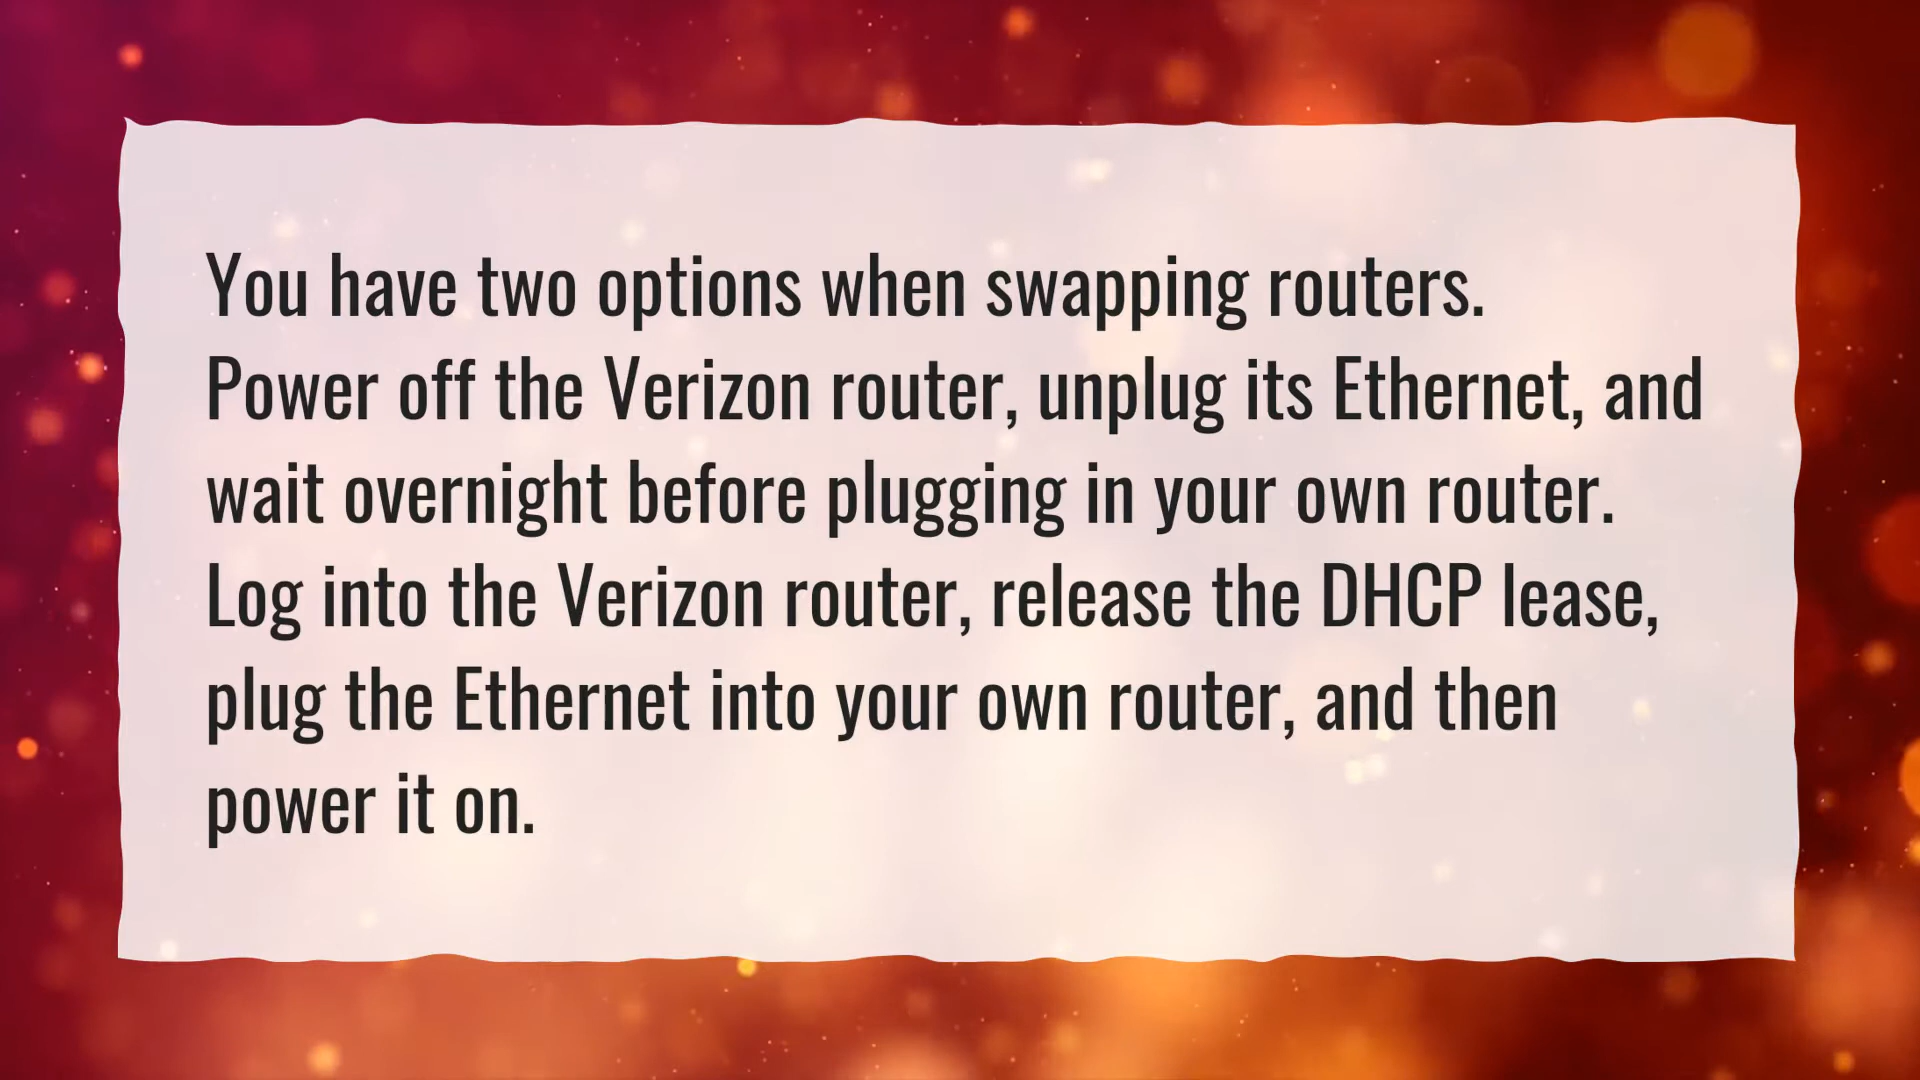 You have two options when swapping routers.
Power off the Verizon router, unplug its Ethernet, and
wait overnight before plugging in your own router.
Log into the Verizon router, release the DHCP lease,
plug the Ethernet into your own router, and then
power it on.